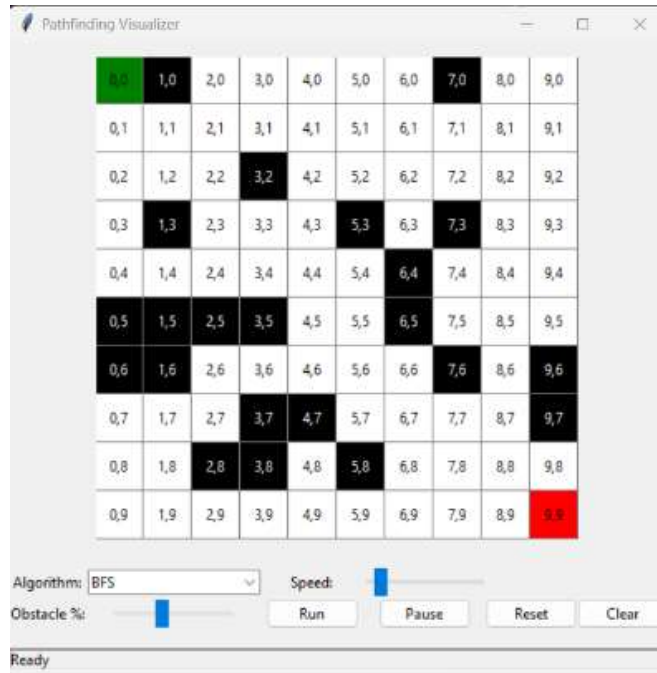 Pathfinding Visualizer
0,0 1,0 2,0 3,0 4,0 5,0 6,0 7,0 8,0 9,0
0,1 1,1 2,1 3,1 4,1 5,1 6,1 7,1 8,1 9,1
0,2 1,2 2,2 3,2 4,2 5,2 6,2 7,2 8,2 9,2
0,3 1,3 2,3 3,3 4,3 5,3 6,3 7,3 8,3 9,3
0,4 1,4 2,4 3,4 4,4 5,4 6,4 7,4 8,4 9,4
0,5 1,5 2,5 3,5 4,5 5,5 6,5 7,5 8,5 9,5
0,6 1,6 2,6 3,6 4,6 5,6 6,6 7,6 8,6 9,6
0,7 1,7 2,7 3,7 4,7 5,7 6,7 7,7 8,7 9,7
0,8 1,8 2,8 3,8 4,8 5,8 6,8 7,8 8,8 9,8
0,9 1,9 2,9 3,9 4,9 5,9 6,9 7,9 8,9 9,9
Algorithm: BFS Speed:
Obstacle %: Run Pause Reset Clear
Ready